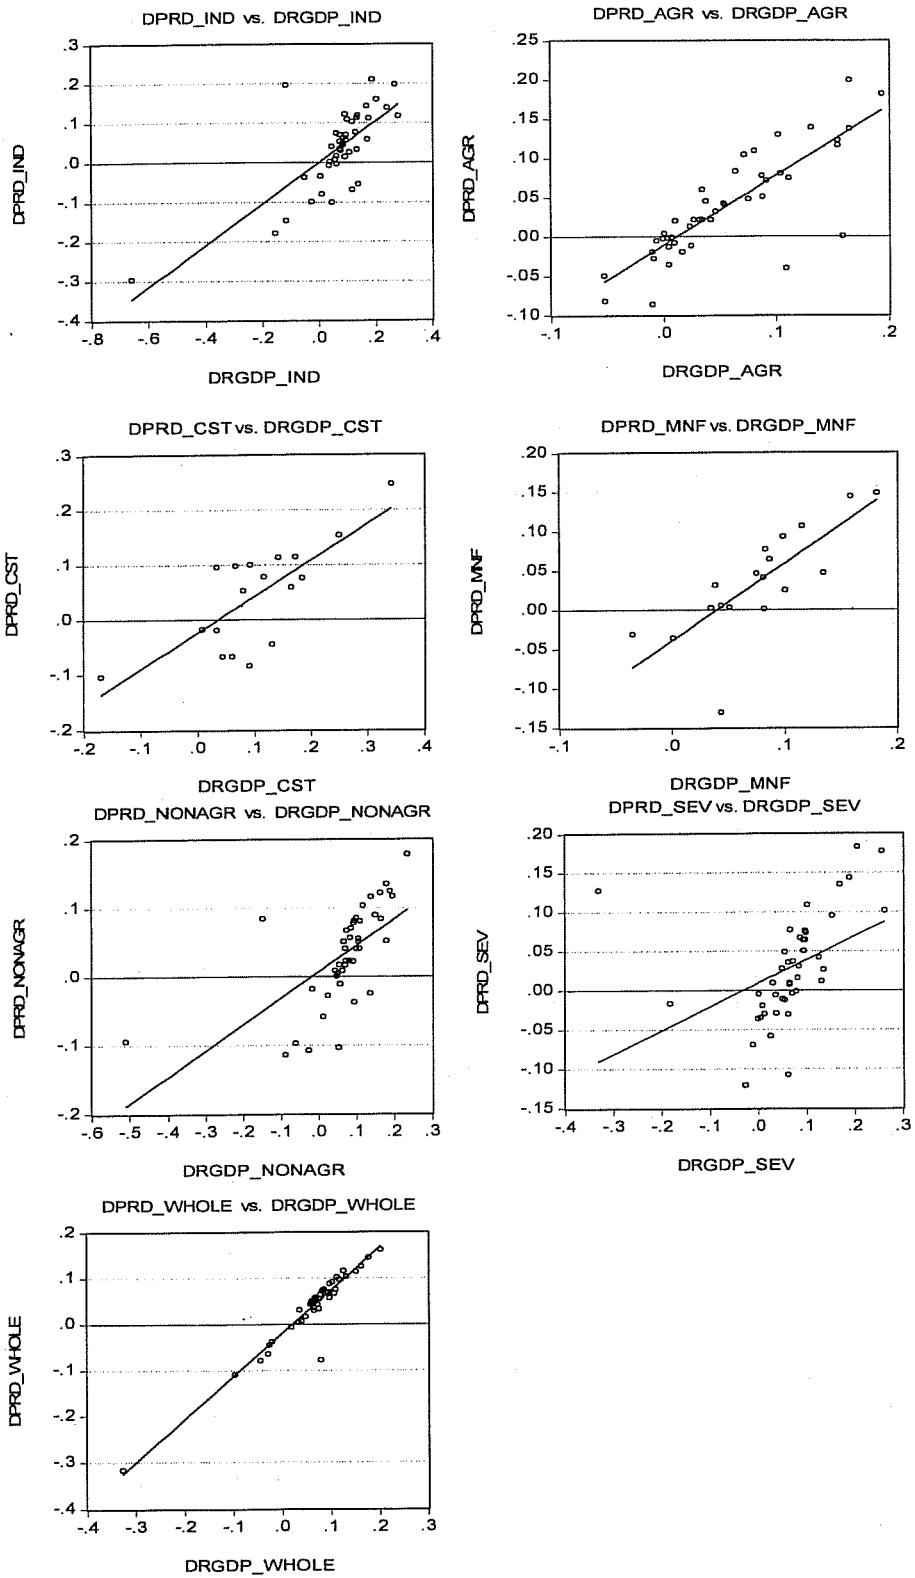 DPRD_IND vs. DRGDP_IND
.3
.2
.1
.0
-.1
-.2
-.3
-.4
-.8 -.6 -.4 -.2 .0 .2 .4
DPRD_IND
DRGDP_IND
DPRD_AGR vs. DRGDP_AGR
.25
.20
.15
.10
.05
.00
-.05
-.10
-.1 .0 .1 .2
DPRD_AGR
DRGDP_AGR
DPRD_CST vs. DRGDP_CST
.3
.2
.1
.0
-.1
-.2
-.2 -.1 .0 .1 .2 .3 .4
DPRD_CST
DRGDP_CST
DPRD_MNF vs. DRGDP_MNF
.20
.15
.10
.05
.00
-.05
-.10
-.15
-.1 .0 .1 .2
DPRD_MNF
DRGDP_MNF
DPRD_NONAGR vs. DRGDP_NONAGR
.2
.1
.0
-.1
-.2
-.6 -.5 -.4 -.3 -.2 -.1 .0 .1 .2 .3
DPRD_NONAGR
DRGDP_NONAGR
DPRD_SEV vs. DRGDP_SEV
.20
.15
.10
.05
.00
-.05
-.10
-.15
-.4 -.3 -.2 -.1 .0 .1 .2 .3
DPRD_SEV
DRGDP_SEV
DPRD_WHOLE vs. DRGDP_WHOLE
.2
.1
.0
-.1
-.2
-.3
-.4
-.4 -.3 -.2 -.1 .0 .1 .2 .3
DPRD_WHOLE
DRGDP_WHOLE